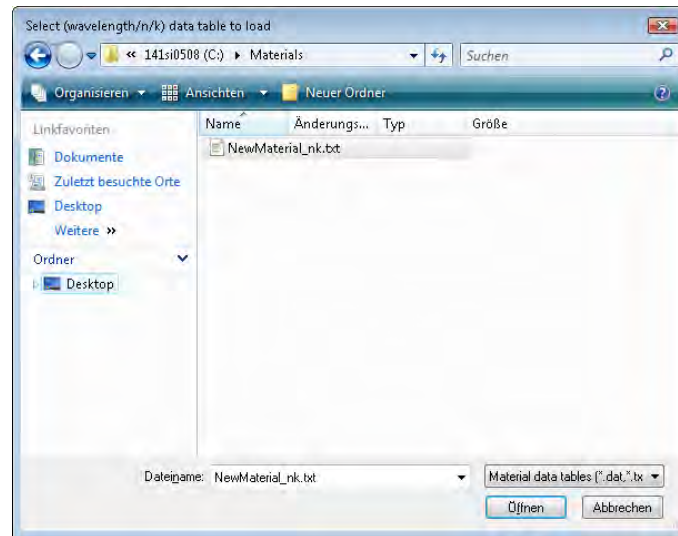 Select (wavelength/n/k) data table to load
« 141si0508 (C:) ▸ Materials Suchen
Organisieren Ansichten Neuer Ordner
Linkfavoriten
Name Änderungs... Typ Größe
NewMaterial_nk.txt
Dokumente
Zuletzt besuchte Orte
Desktop
Weitere »
Ordner
Desktop
Dateiname: NewMaterial_nk.txt Material data tables (*.dat,*.tx
Öffnen Abbrechen